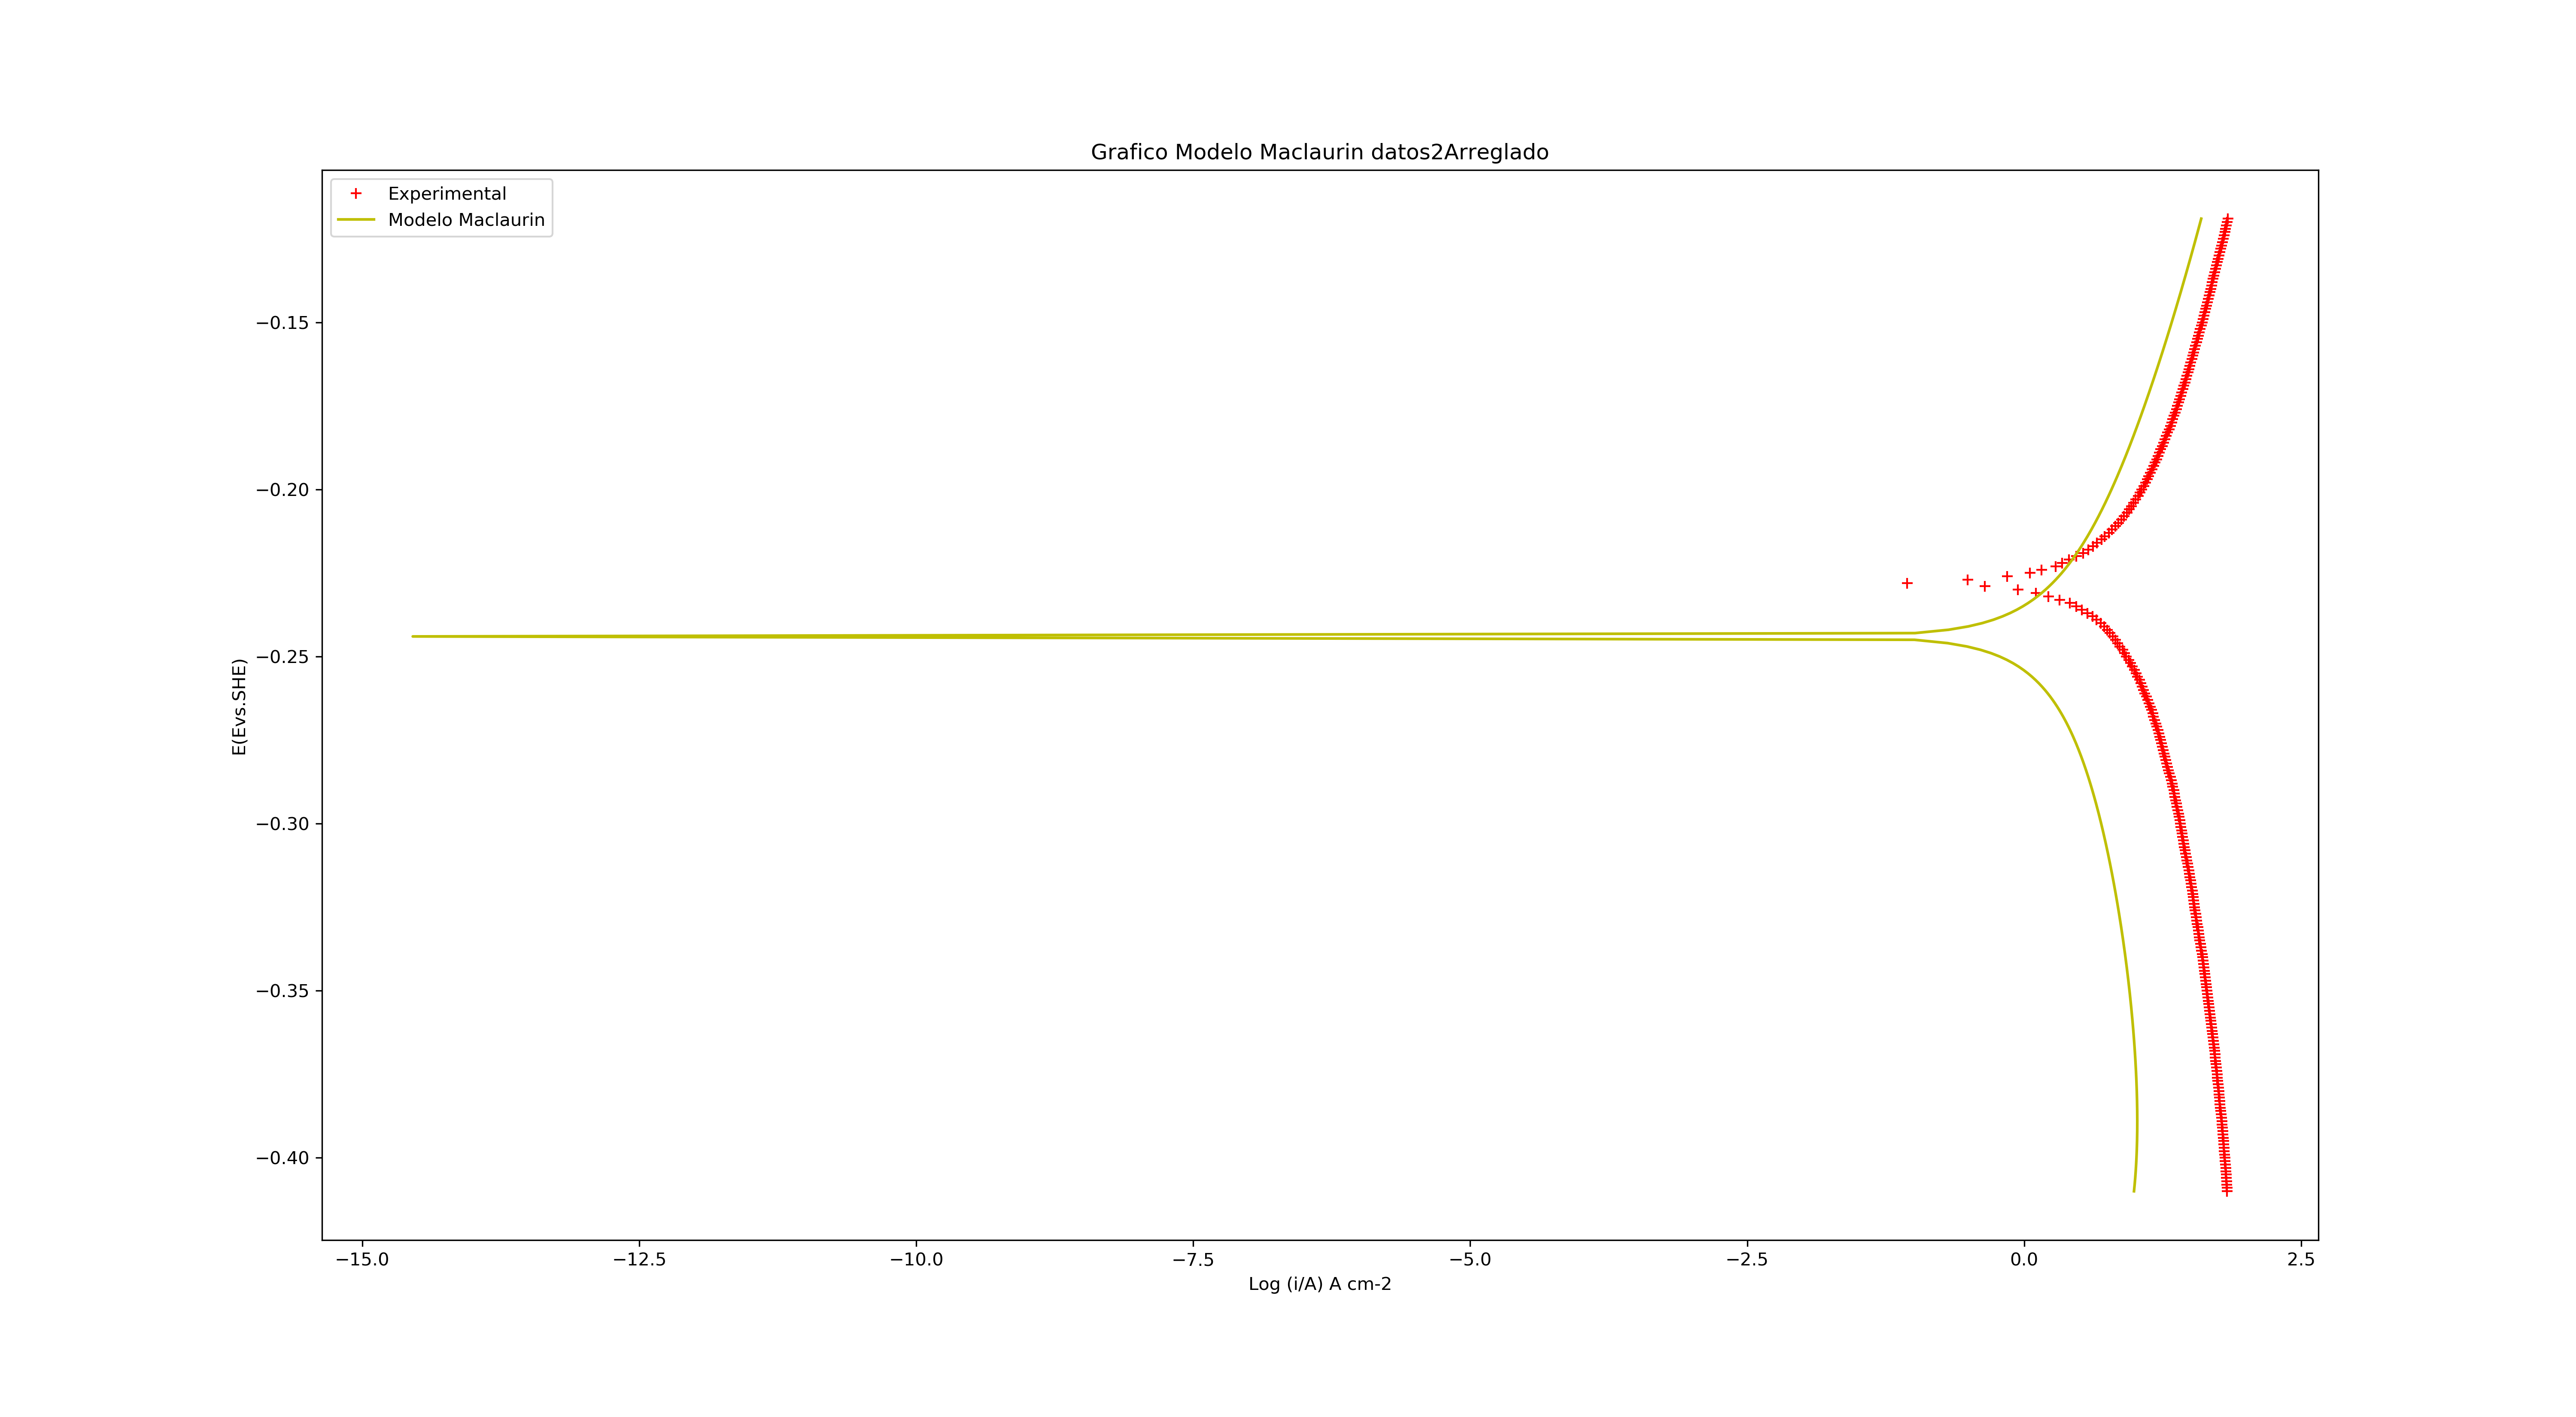 Grafico Modelo Maclaurin datos2Arreglado
Experimental
Modelo Maclaurin
−0.15
−0.20
−0.25
−0.30
−0.35
−0.40
E(Evs.SHE)
−15.0 −12.5 −10.0 −7.5 −5.0 −2.5 0.0 2.5
Log (i/A) A cm-2